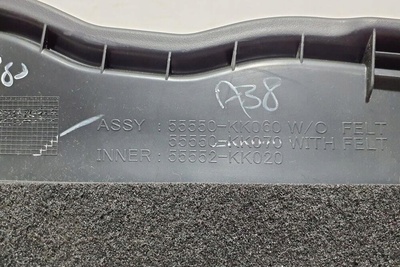 A38
ASSY : 55550-KK060 W/O FELT
55550-KK070 WITH FELT
INNER : 55552-KK020